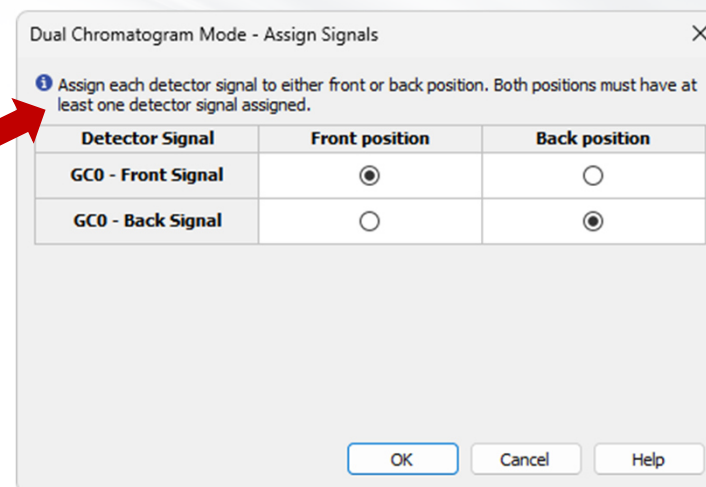 Dual Chromatogram Mode - Assign Signals
Assign each detector signal to either front or back position. Both positions must have at
least one detector signal assigned.
Detector Signal Front position Back position
GC0 - Front Signal
GC0 - Back Signal
OK Cancel Help